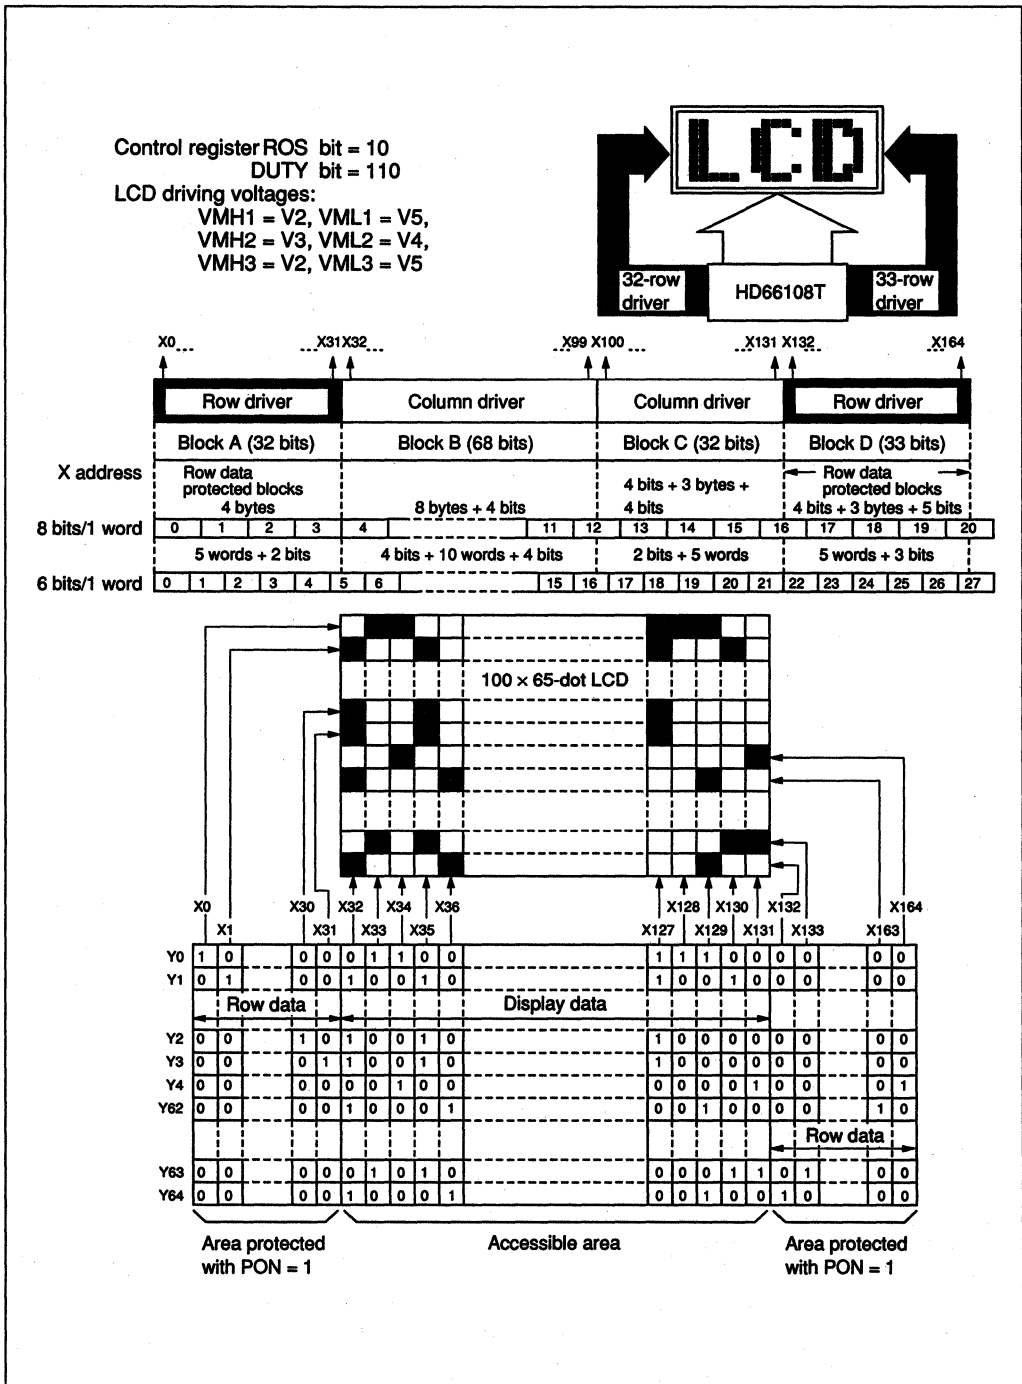 Control register ROS bit = 10
DUTY bit = 110
LCD driving voltages:
VMH1 = V2, VML1 = V5,
VMH2 = V3, VML2 = V4,
VMH3 = V2, VML3 = V5
LCD
32-row driver HD66108T 33-row driver
X0 X31 X32 X99 X100 X131 X132 X164
Row driver Column driver Column driver Row driver
Block A (32 bits) Block B (68 bits) Block C (32 bits) Block D (33 bits)
X address
Row data protected blocks 4 bytes 8 bytes + 4 bits 4 bits + 3 bytes + 4 bits Row data protected blocks 4 bits + 3 bytes + 5 bits
8 bits/1 word 0 1 2 3 4 11 12 13 14 15 16 17 18 19 20
5 words + 2 bits 4 bits + 10 words + 4 bits 2 bits + 5 words 5 words + 3 bits
6 bits/1 word 0 1 2 3 4 5 6 15 16 17 18 19 20 21 22 23 24 25 26 27
100 × 65-dot LCD
X0 X30 X32 X34 X36 X128 X130 X132 X164
X1 X31 X33 X35 X127 X129 X131 X133 X163
Y0 1 0 0 0 0 1 1 0 0 1 1 1 0 0 0 0 0 0
Y1 0 1 0 0 1 0 0 1 0 1 0 0 1 0 0 0 0 0
Row data Display data
Y2 0 0 1 0 1 0 0 1 0 1 0 0 0 0 0 0 0 0
Y3 0 0 0 1 1 0 0 1 0 1 0 0 0 0 0 0 0 0
Y4 0 0 0 0 0 0 1 0 0 0 0 0 0 1 0 0 0 1
Y62 0 0 0 0 1 0 0 0 1 0 0 1 0 0 0 0 1 0
Row data
Y63 0 0 0 0 0 1 0 1 0 0 0 0 1 1 0 1 0 0
Y64 0 0 0 0 1 0 0 0 1 0 0 1 0 0 1 0 0 0
Area protected with PON = 1 Accessible area Area protected with PON = 1